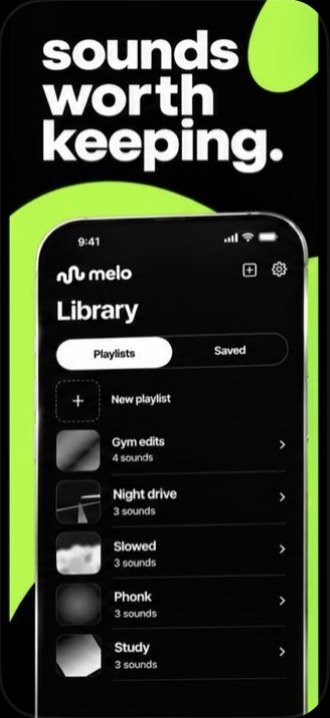 sounds
worth
keeping.
9:41
melo
Library
Playlists Saved
New playlist
Gym edits
4 sounds
Night drive
3 sounds
Slowed
3 sounds
Phonk
3 sounds
Study
3 sounds